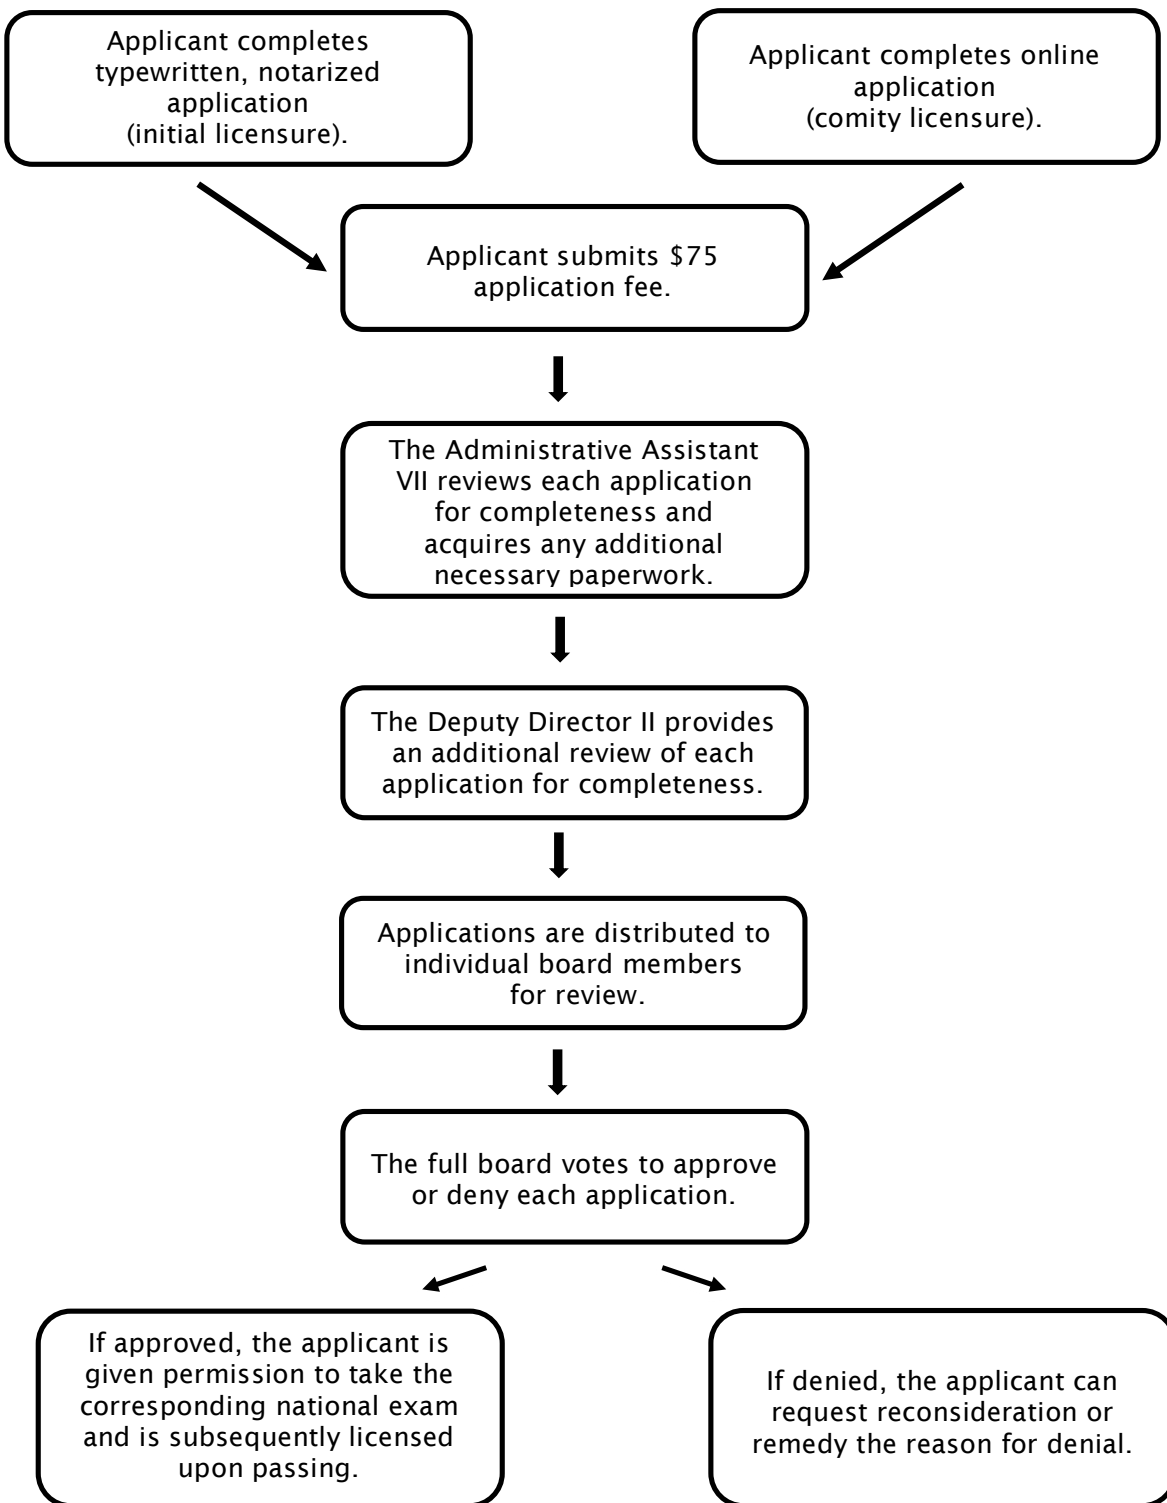 Applicant completes
typewritten, notarized
application
(initial licensure).
Applicant completes online
application
(comity licensure).
Applicant submits $75
application fee.
The Administrative Assistant
VII reviews each application
for completeness and
acquires any additional
necessary paperwork.
The Deputy Director II provides
an additional review of each
application for completeness.
Applications are distributed to
individual board members
for review.
The full board votes to approve
or deny each application.
If approved, the applicant is
given permission to take the
corresponding national exam
and is subsequently licensed
upon passing.
If denied, the applicant can
request reconsideration or
remedy the reason for denial.